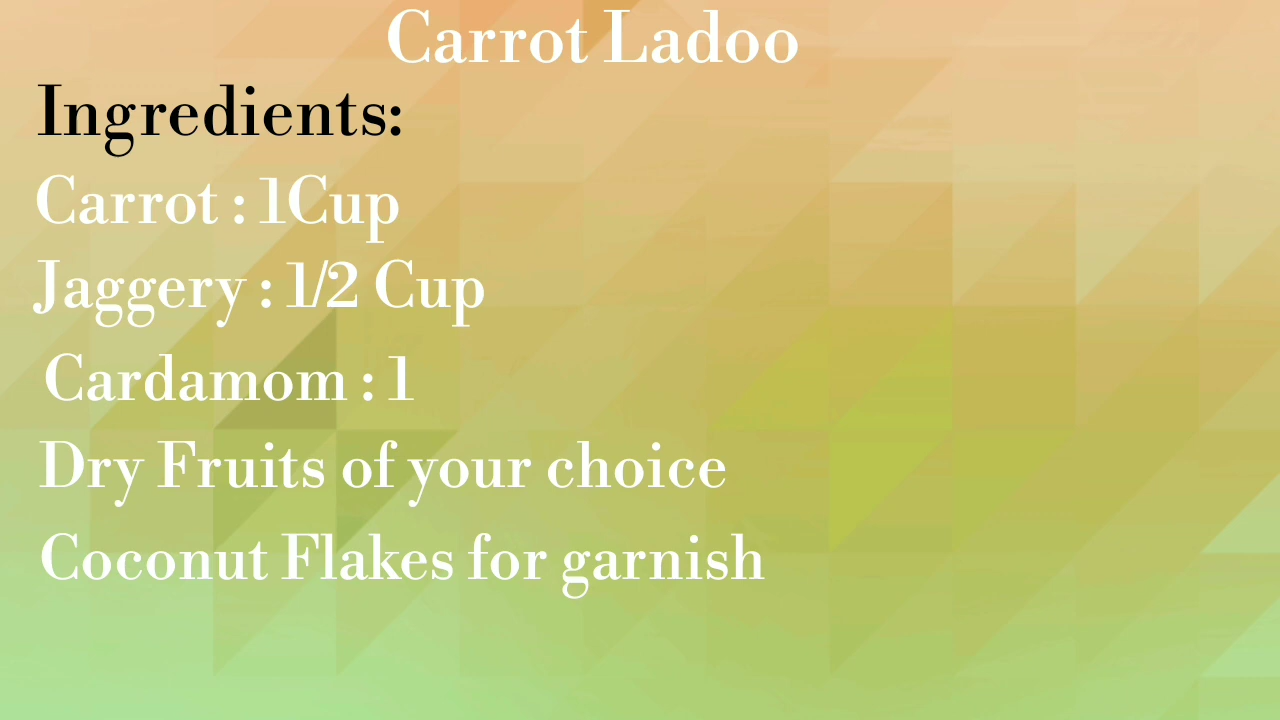 Carrot Ladoo
Ingredients:
Carrot : 1Cup
Jaggery : 1/2 Cup
Cardamom : 1
Dry Fruits of your choice
Coconut Flakes for garnish